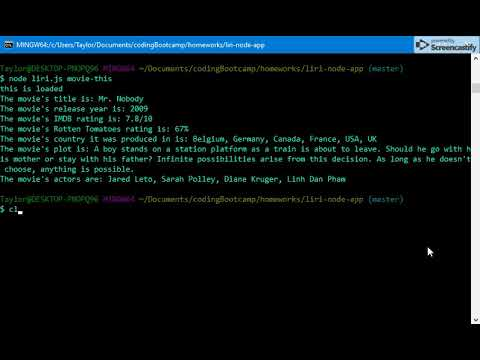 MINGW64:/c/Users/Taylor/Documents/codingBootcamp/homeworks/liri-node-app
powered by
Screencastify
Taylor@DESKTOP-PNOPQ96 MINGW64 ~/Documents/codingBootcamp/homeworks/liri-node-app (master)
$ node liri.js movie-this
this is loaded
The movie's title is: Mr. Nobody
The movie's release year is: 2009
The movie's IMDB rating is: 7.8/10
The movie's Rotten Tomatoes rating is: 67%
The movie's country it was produced in is: Belgium, Germany, Canada, France, USA, UK
The movie's plot is: A boy stands on a station platform as a train is about to leave. Should he go with h
is mother or stay with his father? Infinite possibilities arise from this decision. As long as he doesn't
choose, anything is possible.
The movie's actors are: Jared Leto, Sarah Polley, Diane Kruger, Linh Dan Pham
Taylor@DESKTOP-PNOPQ96 MINGW64 ~/Documents/codingBootcamp/homeworks/liri-node-app (master)
$ cl